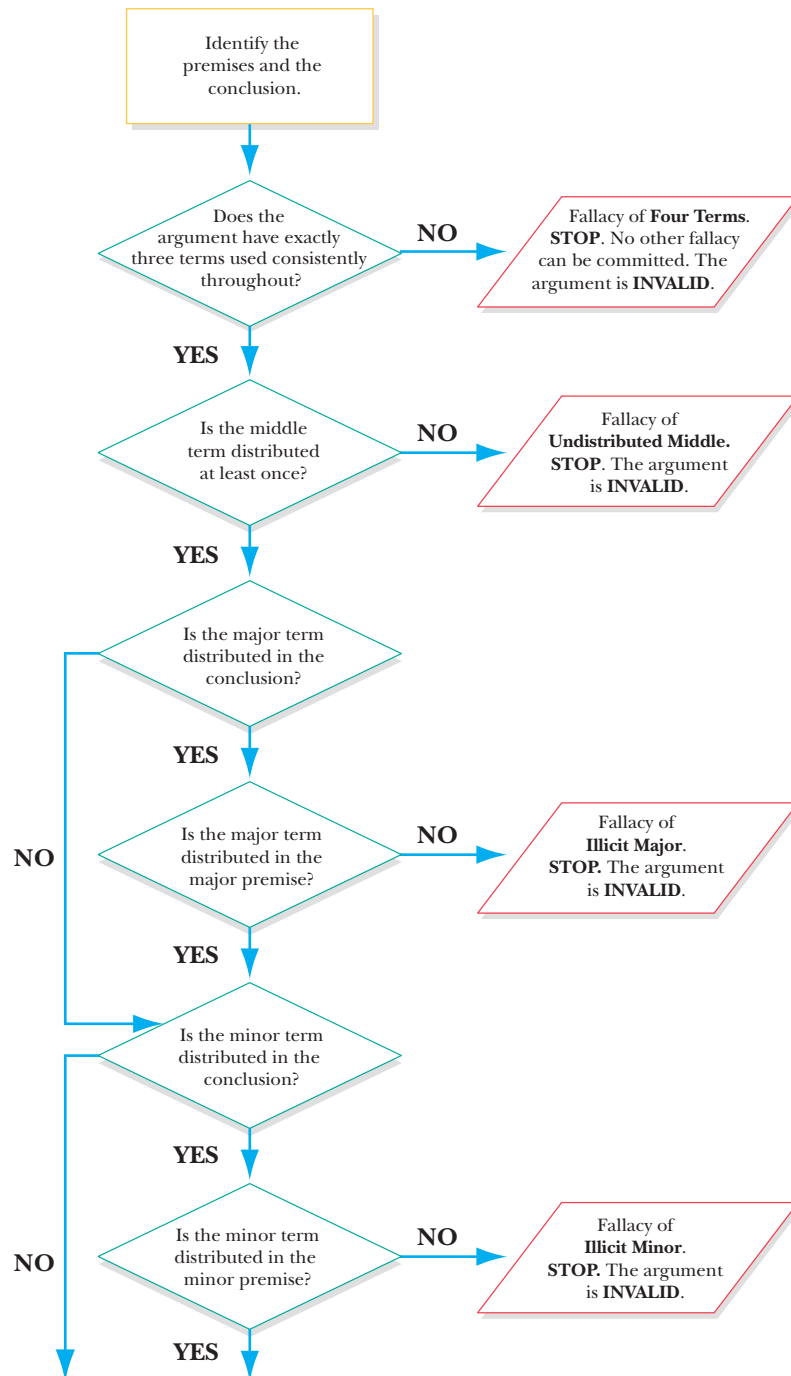 Identify the
premises and the
conclusion.
Does the
argument have exactly
three terms used consistently
throughout?
NO
Fallacy of Four Terms.
STOP. No other fallacy
can be committed. The
argument is INVALID.
YES
Is the middle
term distributed
at least once?
NO
Fallacy of
Undistributed Middle.
STOP. The argument
is INVALID.
YES
Is the major term
distributed in the
conclusion?
YES
NO
Is the major term
distributed in the
major premise?
NO
Fallacy of
Illicit Major.
STOP. The argument
is INVALID.
YES
Is the minor term
distributed in the
conclusion?
YES
NO
Is the minor term
distributed in the
minor premise?
NO
Fallacy of
Illicit Minor.
STOP. The argument
is INVALID.
YES